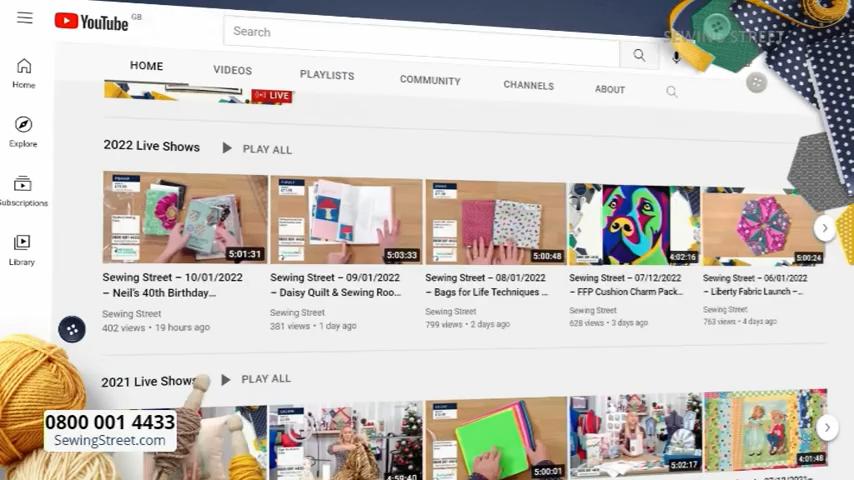 YouTube GB
Search
SEWING STREET
HOME VIDEOS PLAYLISTS COMMUNITY CHANNELS ABOUT
Home
Explore
Subscriptions
Library
LIVE
2022 Live Shows PLAY ALL
5:01:31
5:03:33
5:00:48
4:02:16
5:00:24
Sewing Street – 10/01/2022
– Neil's 40th Birthday...
Sewing Street
402 views • 19 hours ago
Sewing Street – 09/01/2022
– Daisy Quilt & Sewing Roo...
Sewing Street
381 views • 1 day ago
Sewing Street – 08/01/2022
– Bags for Life Techniques ...
Sewing Street
799 views • 2 days ago
Sewing Street – 07/12/2021
– FFP Cushion Charm Pack...
Sewing Street
628 views • 3 days ago
Sewing Street – 06/01/2022
– Liberty Fabric Launch –...
Sewing Street
763 views • 4 days ago
2021 Live Shows PLAY ALL
4:59:40
5:00:01
5:02:17
4:01:48
0800 001 4433
SewingStreet.com